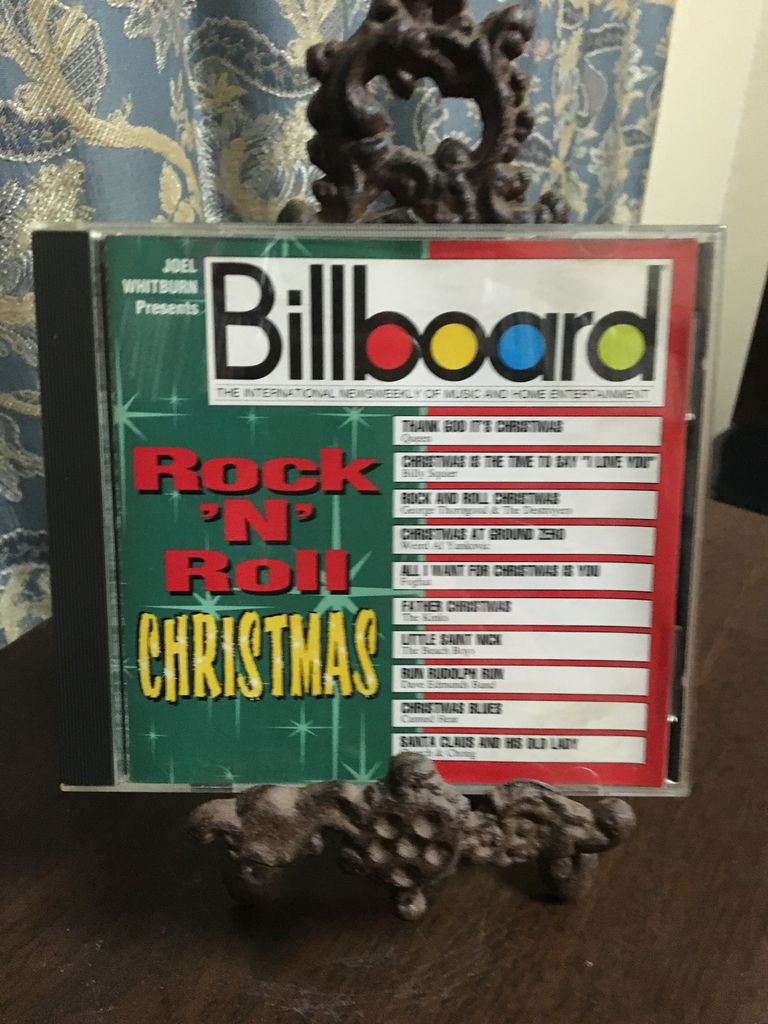 JOEL
WHITBURN
Presents
Billboard
THE INTERNATIONAL NEWSWEEKLY OF MUSIC AND HOME ENTERTAINMENT
Rock
'N'
Roll
CHRISTMAS
THANK GOD IT'S CHRISTMAS
Queen
CHRISTMAS IS THE TIME TO SAY "I LOVE YOU"
Billy Squier
ROCK AND ROLL CHRISTMAS
George Thorogood & The Destroyers
CHRISTMAS AT GROUND ZERO
Weird Al Yankovic
ALL I WANT FOR CHRISTMAS IS YOU
Foghat
FATHER CHRISTMAS
The Kinks
LITTLE SAINT NICK
The Beach Boys
RUN RUDOLPH RUN
Dave Edmunds Band
CHRISTMAS BLUES
Canned Heat
SANTA CLAUS AND HIS OLD LADY
& Chong